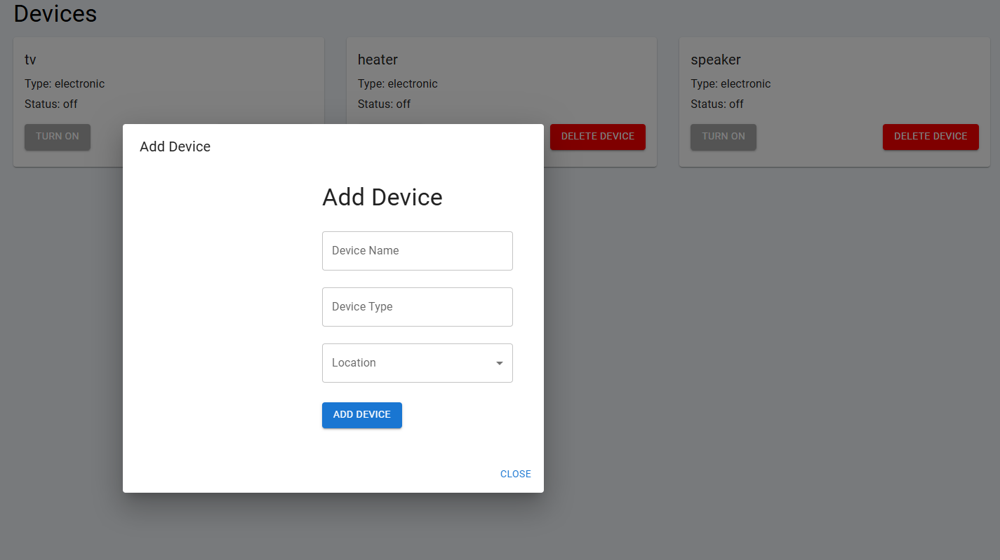 Devices
tv
Type: electronic
Status: off
TURN ON
heater
Type: electronic
Status: off
DELETE DEVICE
speaker
Type: electronic
Status: off
TURN ON
DELETE DEVICE
Add Device
Add Device
Device Name
Device Type
Location
ADD DEVICE
CLOSE